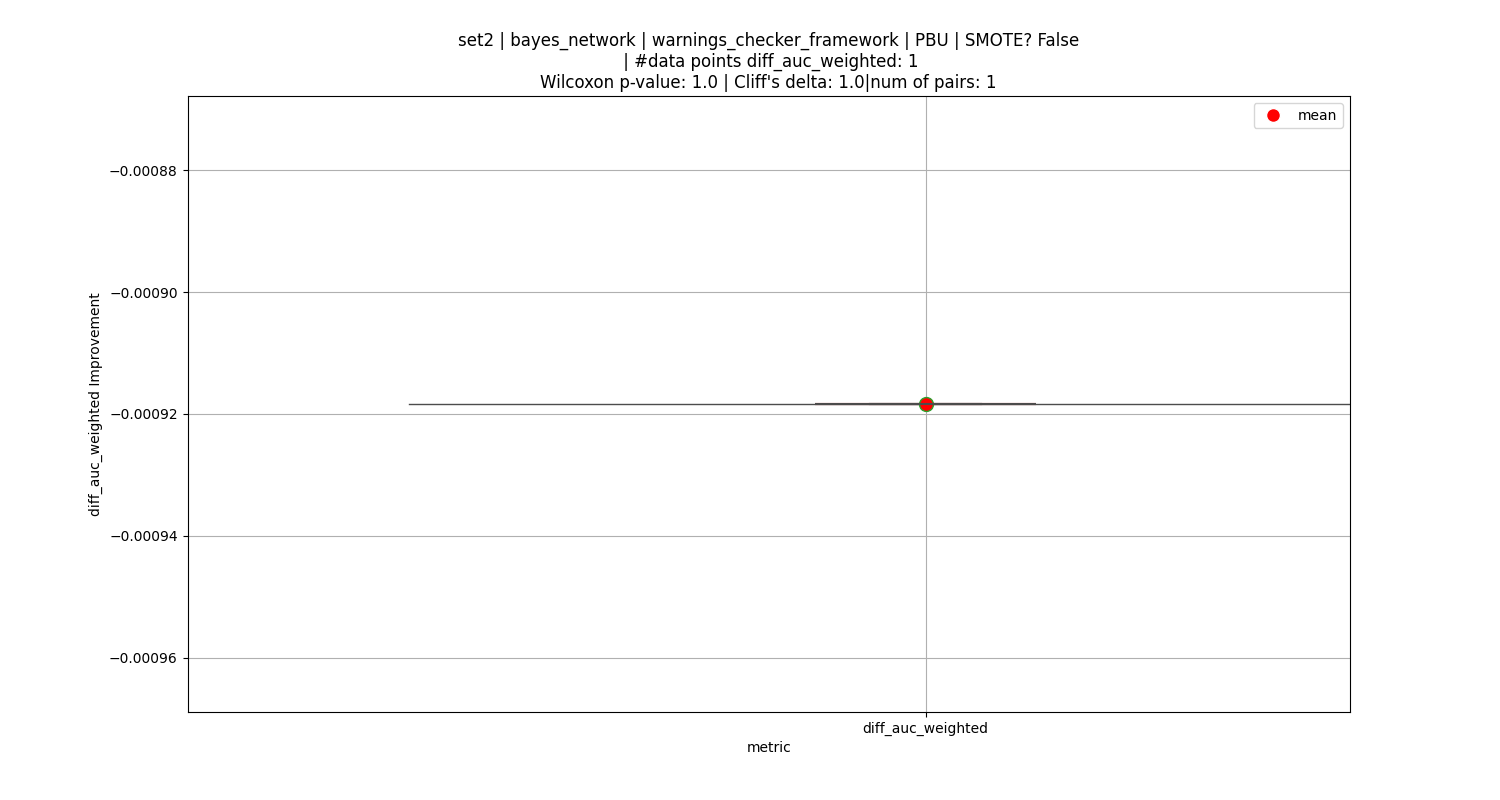 set2 | bayes_network | warnings_checker_framework | PBU | SMOTE? False
| #data points diff_auc_weighted: 1
Wilcoxon p-value: 1.0 | Cliff's delta: 1.0|num of pairs: 1
mean
−0.00088
−0.00090
−0.00092
−0.00094
−0.00096
diff_auc_weighted Improvement
diff_auc_weighted
metric